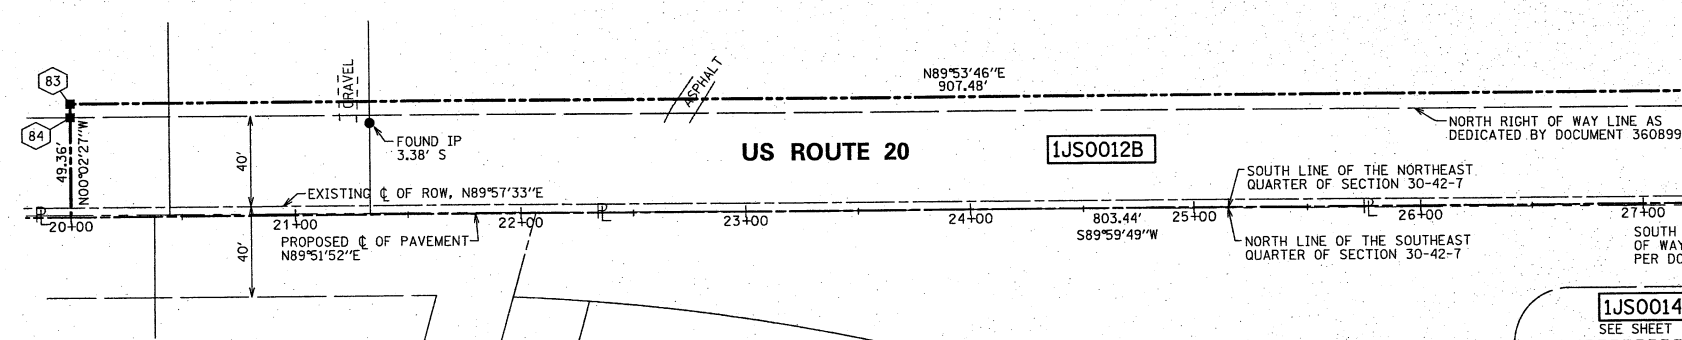 83
84
49.36'
N00°02'27"W
40'
40'
GRAVEL
FOUND IP
3.38' S
ASPHALT
N89°53'46"E
907.48'
US ROUTE 20
1JS0012B
NORTH RIGHT OF WAY LINE AS
DEDICATED BY DOCUMENT 360899
EXISTING ℄ OF ROW, N89°57'33"E
SOUTH LINE OF THE NORTHEAST
QUARTER OF SECTION 30-42-7
PL
PL
PL
20+00
21+00
22+00
23+00
24+00
25+00
26+00
27+00
803.44'
S89°59'49"W
PROPOSED ℄ OF PAVEMENT
N89°51'52"E
NORTH LINE OF THE SOUTHEAST
QUARTER OF SECTION 30-42-7
SOUTH
OF WAY
PER DO
1JS0014
SEE SHEET